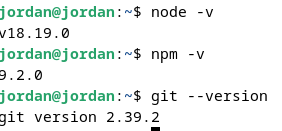 jordan@jordan:~$ node -v
v18.19.0
jordan@jordan:~$ npm -v
9.2.0
jordan@jordan:~$ git --version
git version 2.39.2